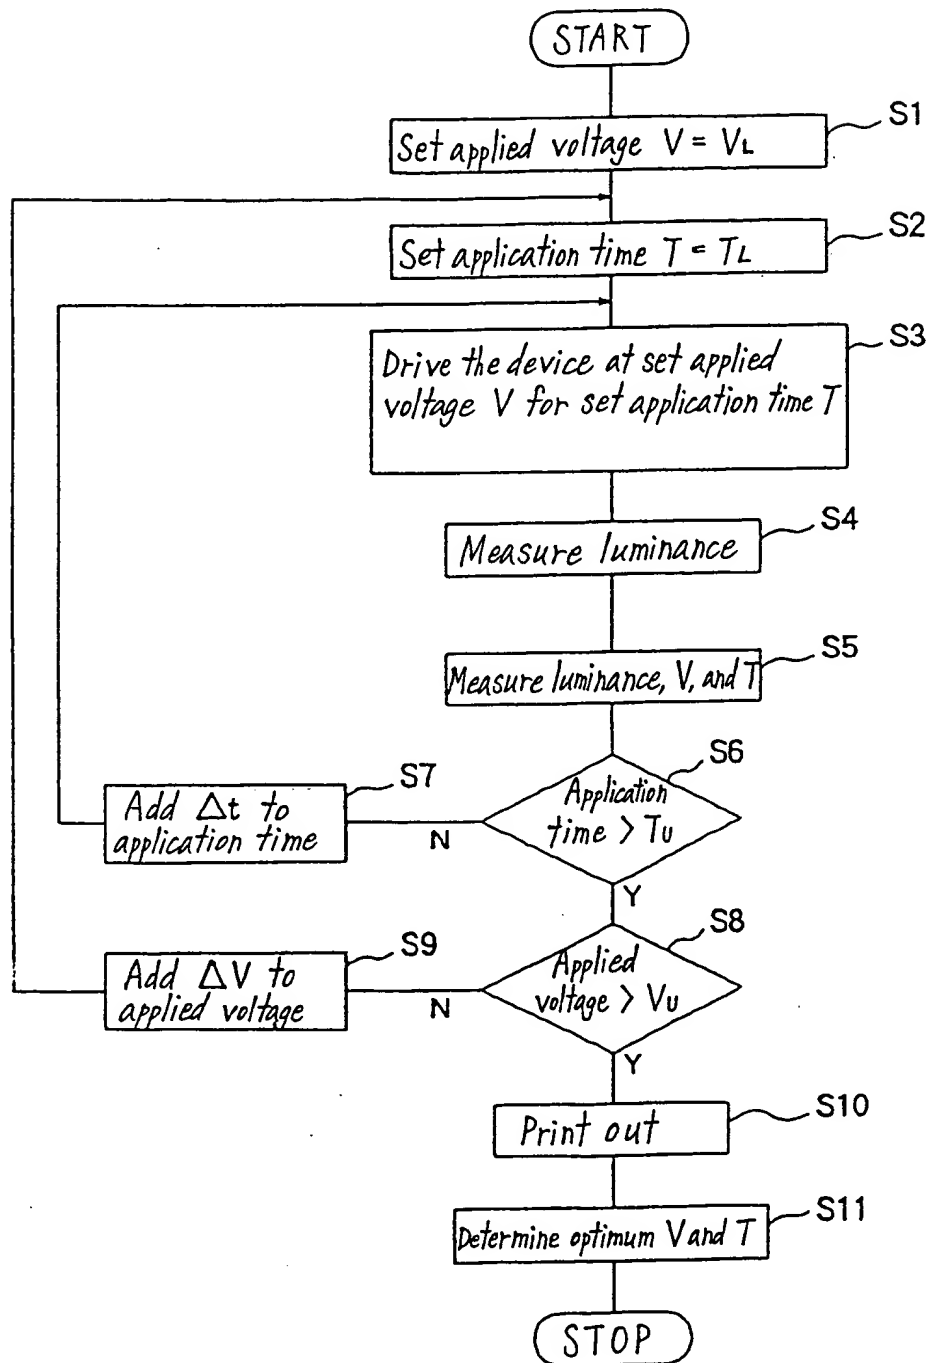 START
S1
Set applied voltage V = VL
S2
Set application time T = TL
S3
Drive the device at set applied
voltage V for set application time T
S4
Measure luminance
S5
Measure luminance, V, and T
S6
Application
time > TU
S7
Add Δt to
application time
N
Y
S8
Applied
voltage > VU
S9
Add ΔV to
applied voltage
N
Y
S10
Print out
S11
Determine optimum V and T
STOP